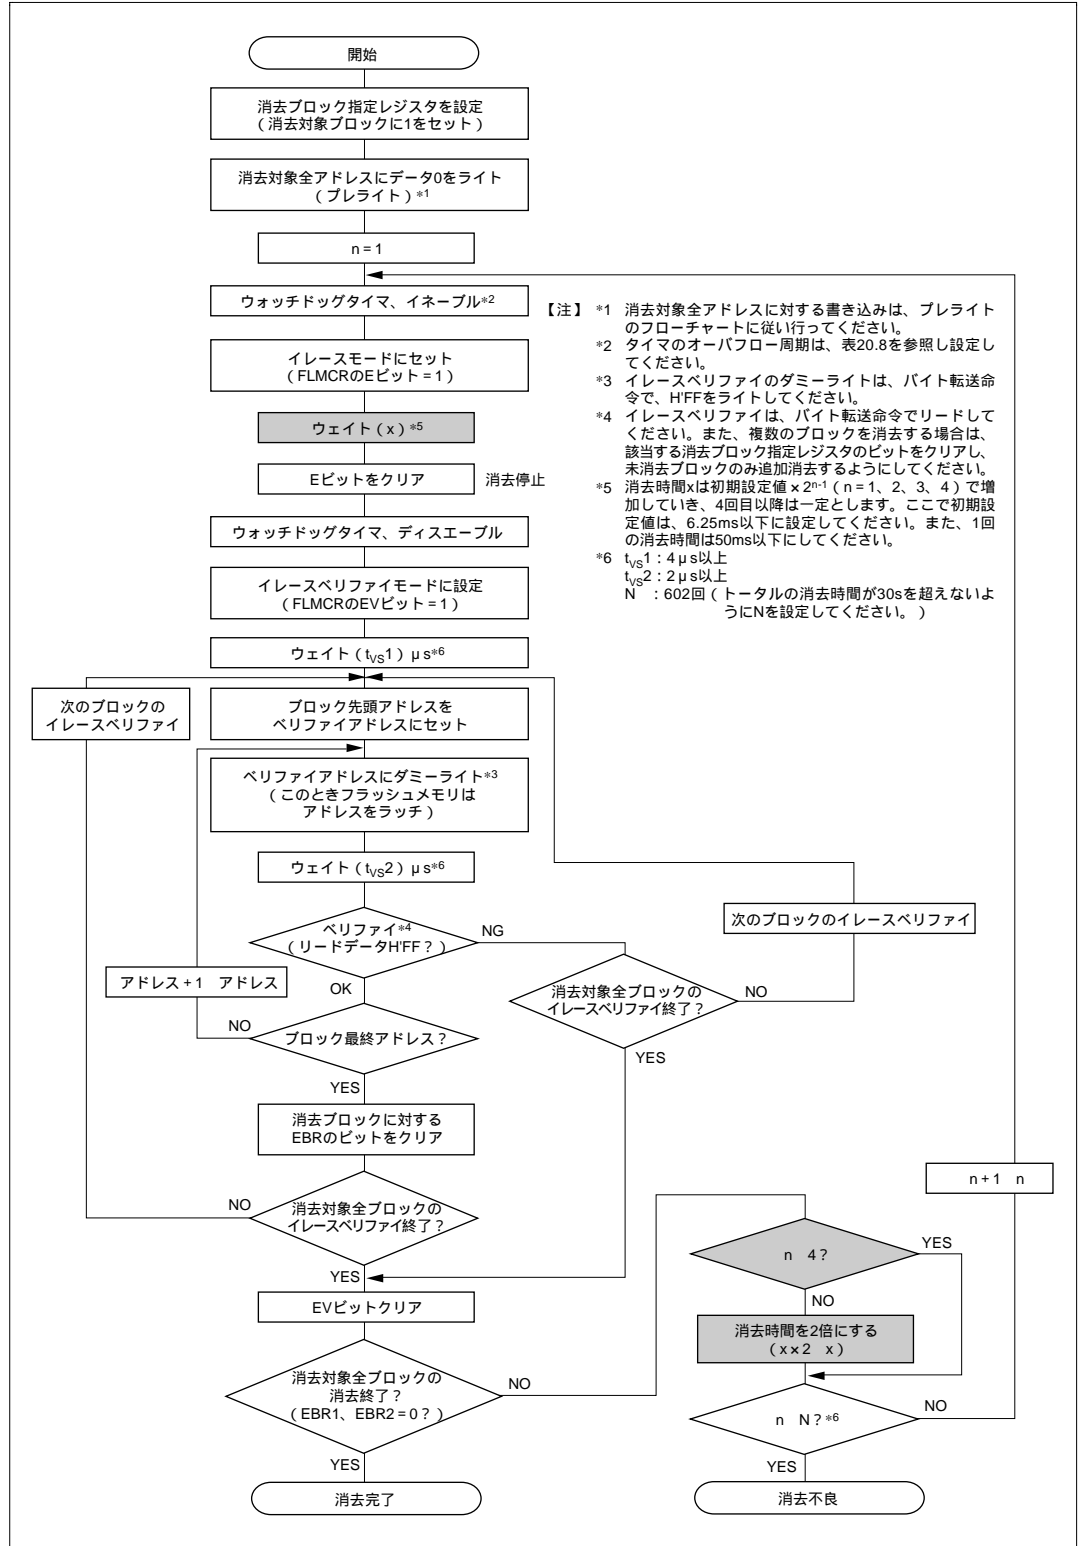 開始
消去ブロック指定レジスタを設定
(消去対象ブロックに1をセット)
消去対象全アドレスにデータ0をライト
(プレライト)*1
n = 1
ウォッチドッグタイマ、イネーブル*2
イレースモードにセット
(FLMCRのEビット = 1)
ウェイト(x)*5
Eビットをクリア
消去停止
ウォッチドッグタイマ、ディスエーブル
イレースベリファイモードに設定
(FLMCRのEVビット = 1)
ウェイト(tVS1)μs*6
次のブロックの
イレースベリファイ
ブロック先頭アドレスを
ベリファイアドレスにセット
ベリファイアドレスにダミーライト*3
(このときフラッシュメモリは
アドレスをラッチ)
ウェイト(tVS2)μs*6
ベリファイ*4
(リードデータH'FF?)
NG
OK
アドレス + 1 アドレス
NO
ブロック最終アドレス?
YES
消去ブロックに対する
EBRのビットをクリア
NO
消去対象全ブロックの
イレースベリファイ終了?
YES
EVビットクリア
消去対象全ブロックの
消去終了?
(EBR1、EBR2 = 0?)
NO
YES
消去完了
次のブロックのイレースベリファイ
消去対象全ブロックの
イレースベリファイ終了?
NO
YES
n + 1 n
n 4?
YES
NO
消去時間を2倍にする
(x×2 x)
n N?*6
NO
YES
消去不良
【注】 *1 消去対象全アドレスに対する書き込みは、プレライト
のフローチャートに従い行ってください。
*2 タイマのオーバフロー周期は、表20.8を参照し設定し
てください。
*3 イレースベリファイのダミーライトは、バイト転送命
令で、H'FFをライトしてください。
*4 イレースベリファイは、バイト転送命令でリードして
ください。また、複数のブロックを消去する場合は、
該当する消去ブロック指定レジスタのビットをクリアし、
未消去ブロックのみ追加消去するようにしてください。
*5 消去時間xは初期設定値×2n-1(n = 1、2、3、4)で増
加していき、4回目以降は一定とします。ここで初期設
定値は、6.25ms以下に設定してください。また、1回
の消去時間は50ms以下にしてください。
*6 tVS1:4μs以上
tVS2:2μs以上
N :602回(トータルの消去時間が30sを超えないよ
うにNを設定してください。)